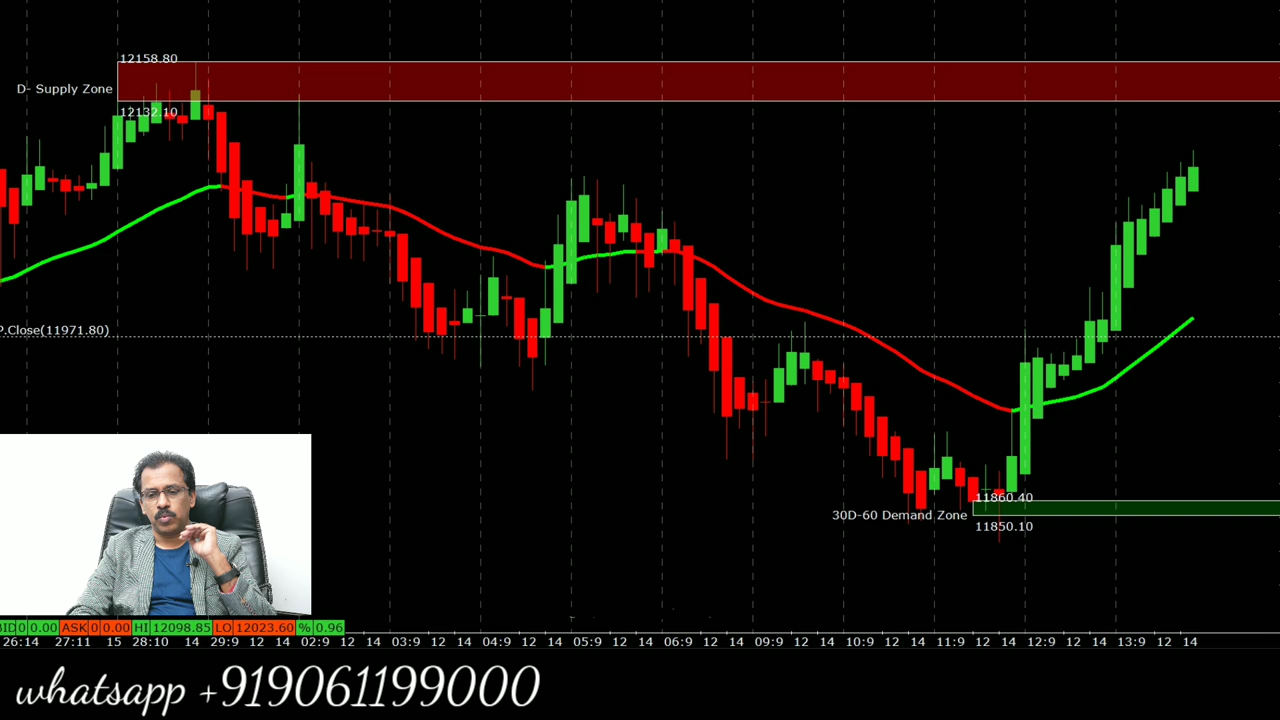 12158.80
D- Supply Zone
12132.10
P.Close(11971.80)
11860.40
30D-60 Demand Zone
11850.10
BID 0 0.00 ASK 0 0.00 HI 12098.85 LO 12023.60 % 0.96
26:14 27:11 15 28:10 14 29:9 12 14 02:9 12 14 03:9 12 14 04:9 12 14 05:9 12 14 06:9 12 14 09:9 12 14 10:9 12 14 11:9 12 14 12:9 12 14 13:9 12 14
whatsapp +919061199000